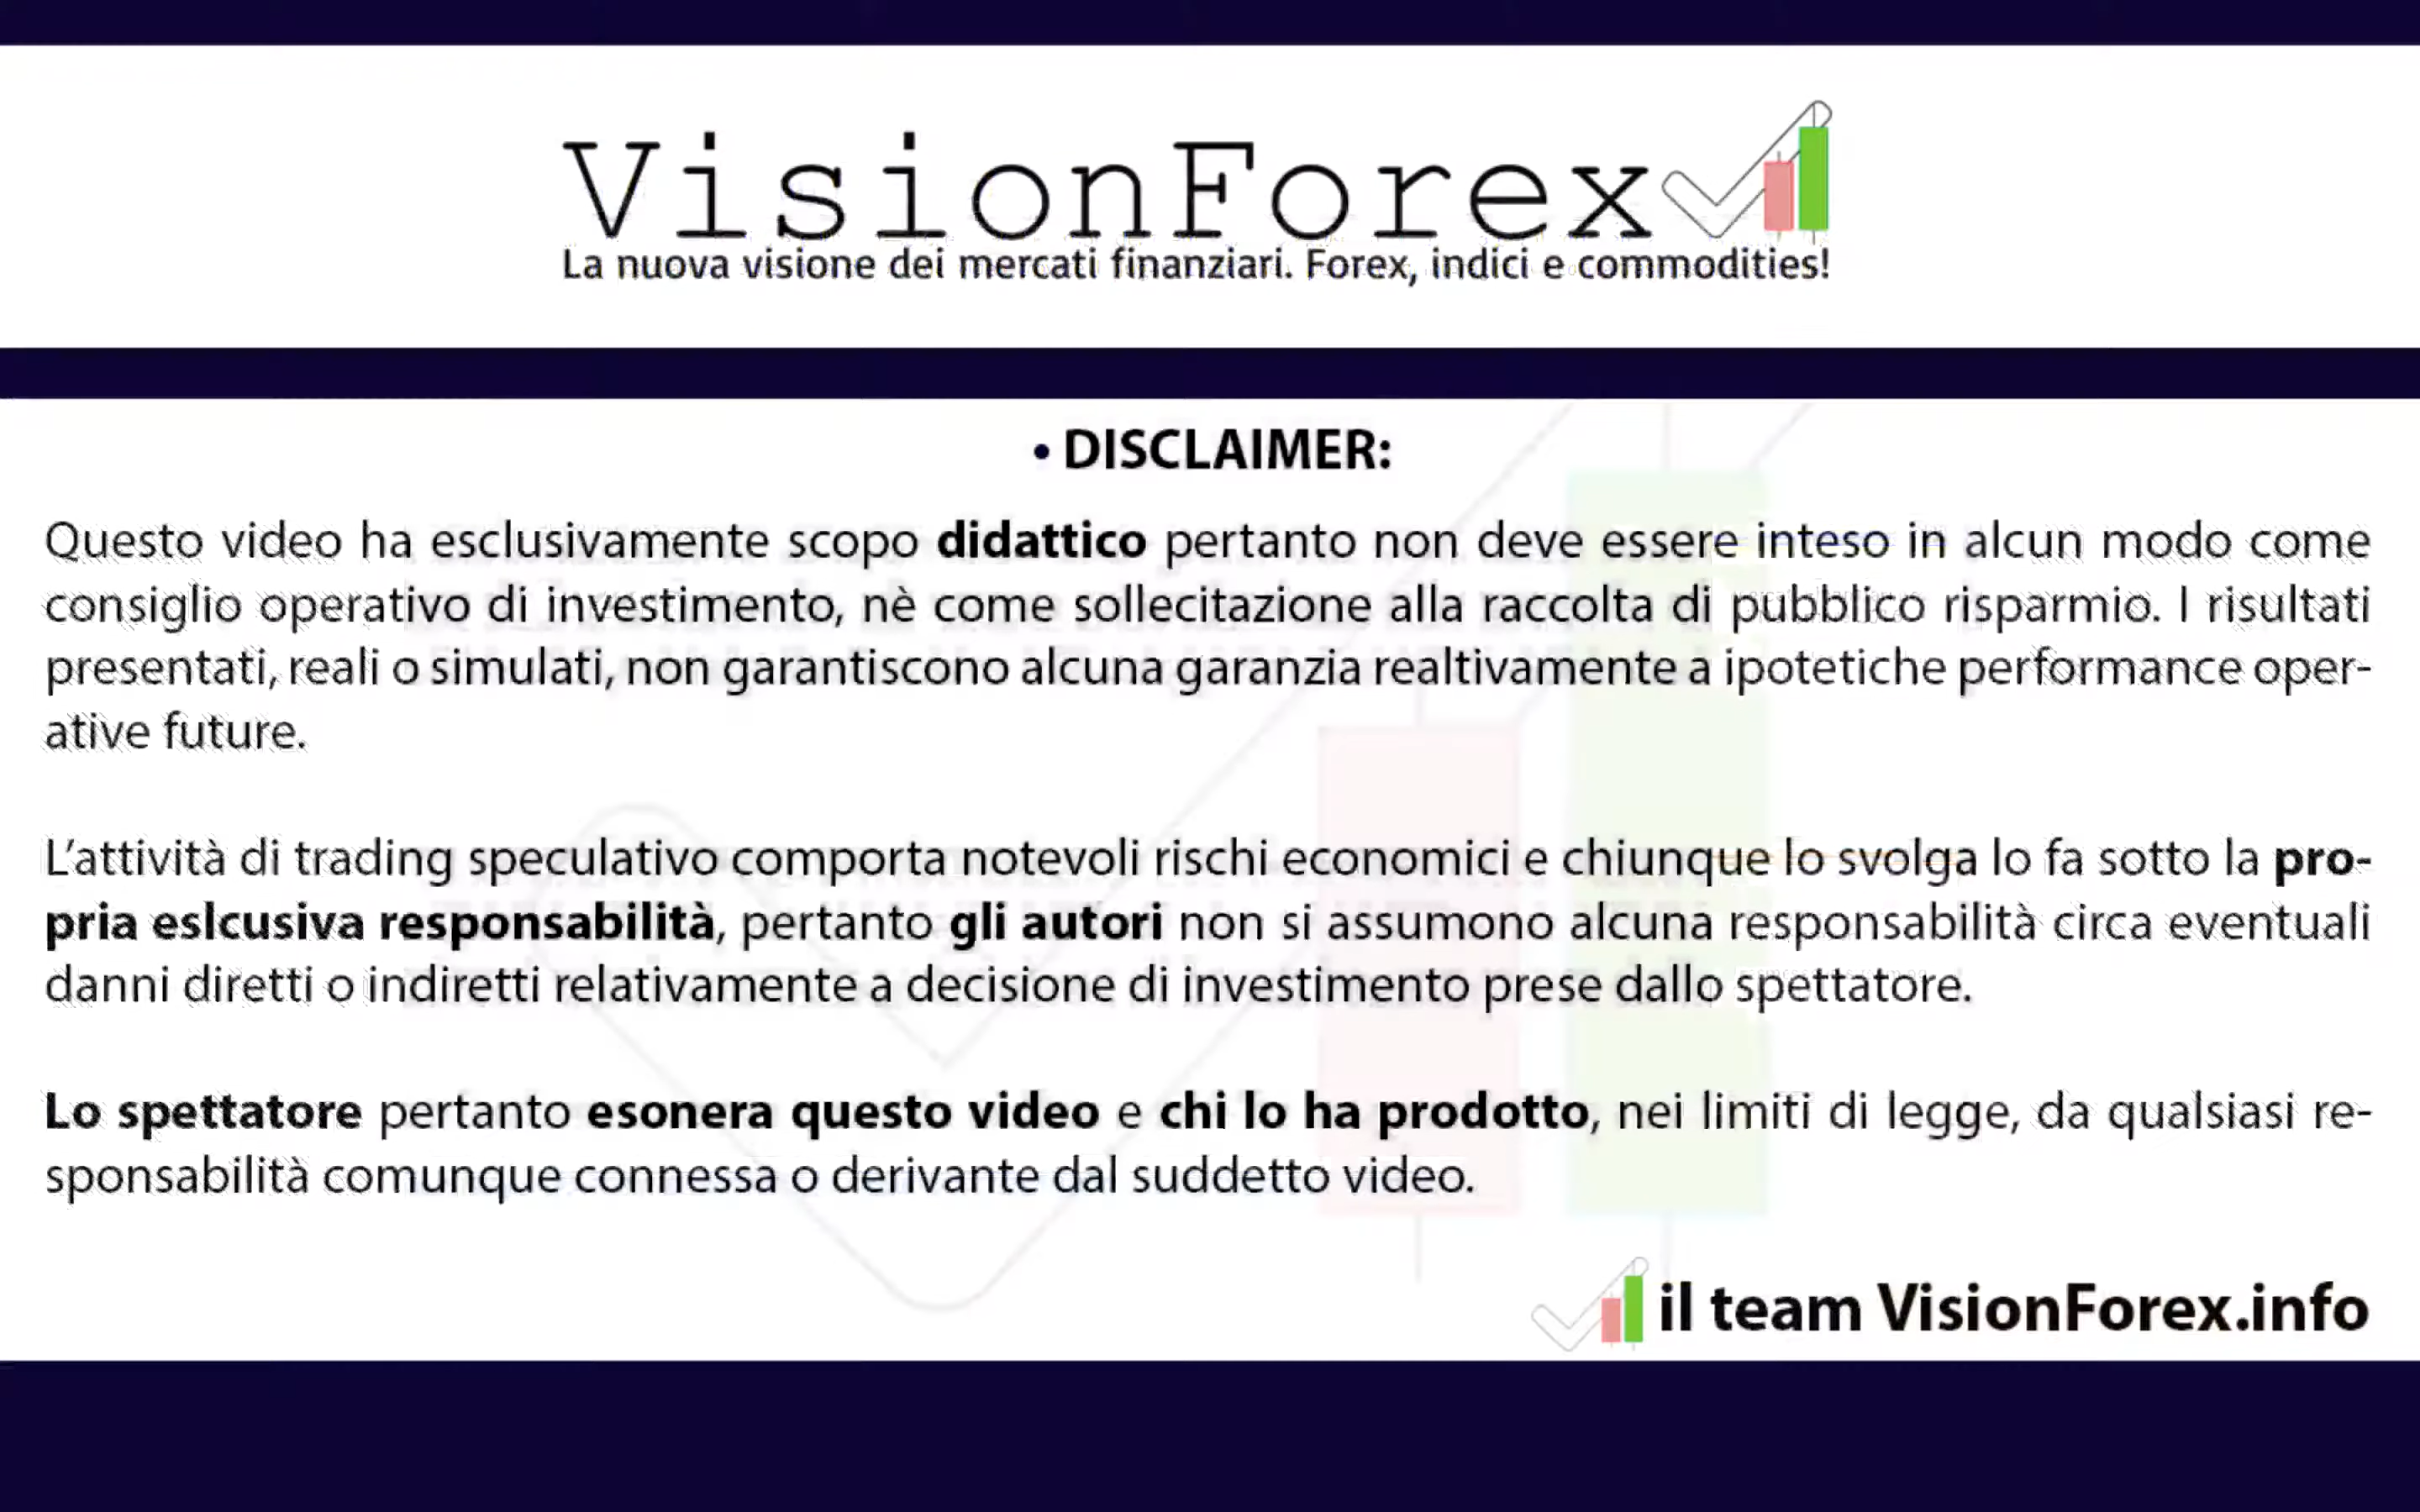 VisionForex
La nuova visione dei mercati finanziari. Forex, indici e commodities!
• DISCLAIMER:
Questo video ha esclusivamente scopo didattico pertanto non deve essere inteso in alcun modo come
consiglio operativo di investimento, nè come sollecitazione alla raccolta di pubblico risparmio. I risultati
presentati, reali o simulati, non garantiscono alcuna garanzia realtivamente a ipotetiche performance oper-
ative future.
L'attività di trading speculativo comporta notevoli rischi economici e chiunque lo svolga lo fa sotto la pro-
pria eslcusiva responsabilità, pertanto gli autori non si assumono alcuna responsabilità circa eventuali
danni diretti o indiretti relativamente a decisione di investimento prese dallo spettatore.
Lo spettatore pertanto esonera questo video e chi lo ha prodotto, nei limiti di legge, da qualsiasi re-
sponsabilità comunque connessa o derivante dal suddetto video.
il team VisionForex.info